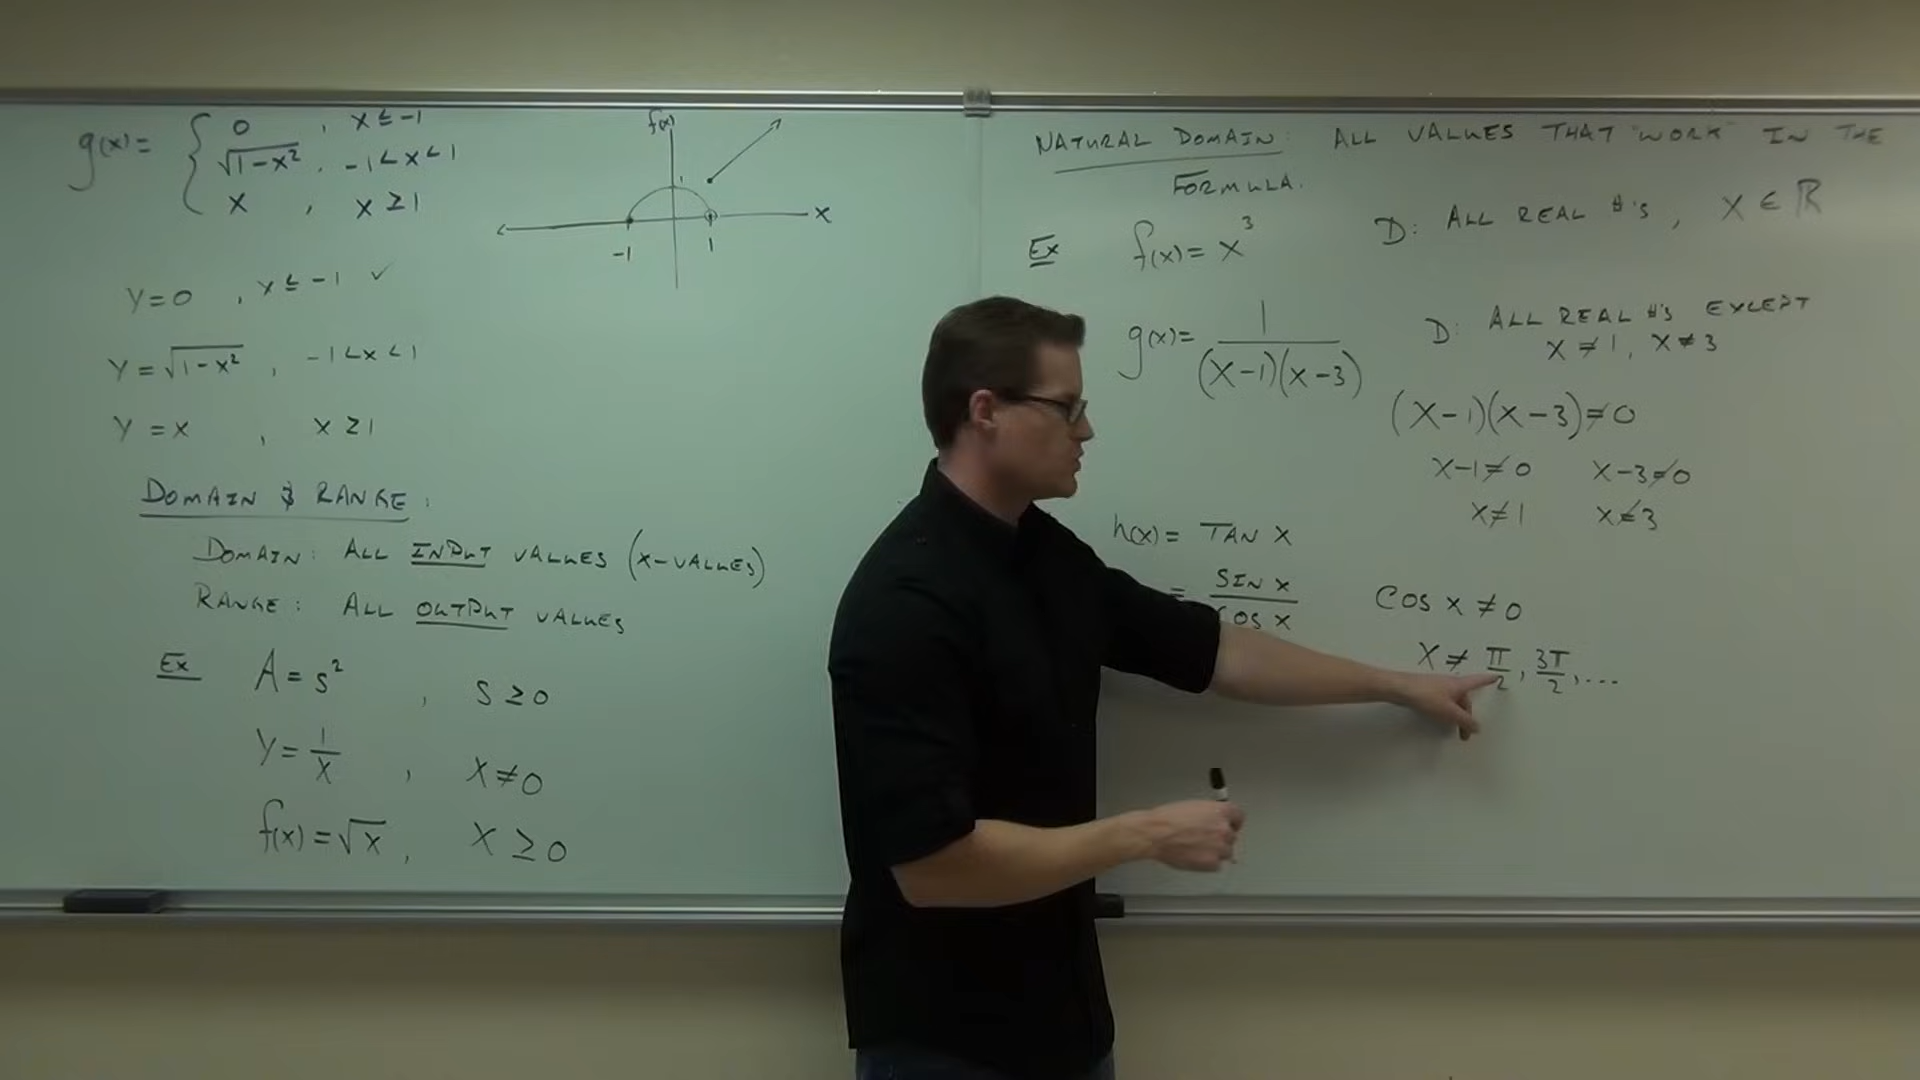 g(x) = { 0 , x ≤ -1
√(1-x²) , -1 < x < 1
x , x ≥ 1
f(x)
1
x
-1
1
y = 0 , x ≤ -1 ✓
y = √(1-x²) , -1 < x < 1
y = x , x ≥ 1
DOMAIN & RANGE:
DOMAIN: ALL INPUT VALUES (X-VALUES)
RANGE: ALL OUTPUT VALUES
Ex A = s² , s ≥ 0
y = 1/x , x ≠ 0
f(x) = √x , x ≥ 0
NATURAL DOMAIN: ALL VALUES THAT "WORK" IN THE
FORMULA.
Ex f(x) = x³ D: ALL REAL #'s, x ∈ ℝ
g(x) = 1/((x-1)(x-3)) D: ALL REAL #'s EXCEPT
x ≠ 1, x ≠ 3
(x-1)(x-3) ≠ 0
x-1 ≠ 0 x-3 ≠ 0
x ≠ 1 x ≠ 3
h(x) = TAN x
= SIN x / COS x COS x ≠ 0
x ≠ π/2, 3π/2, ...